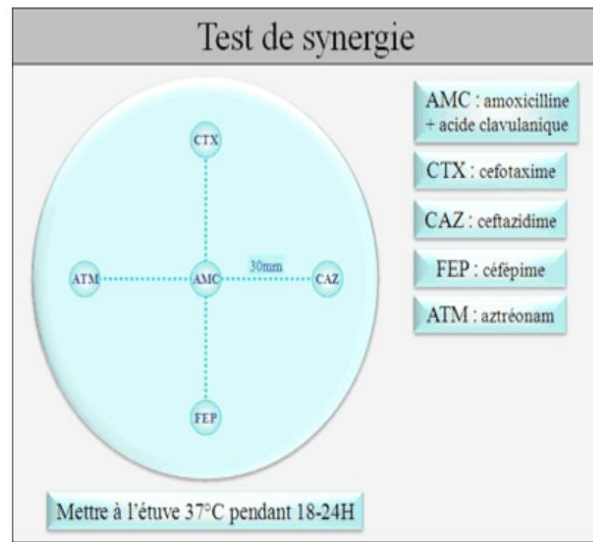 Test de synergie
CTX
ATM
AMC
30mm
CAZ
FEP
AMC : amoxicilline
+ acide clavulanique
CTX : cefotaxime
CAZ : ceftazidime
FEP : céfépime
ATM : aztréonam
Mettre à l'étuve 37°C pendant 18-24H